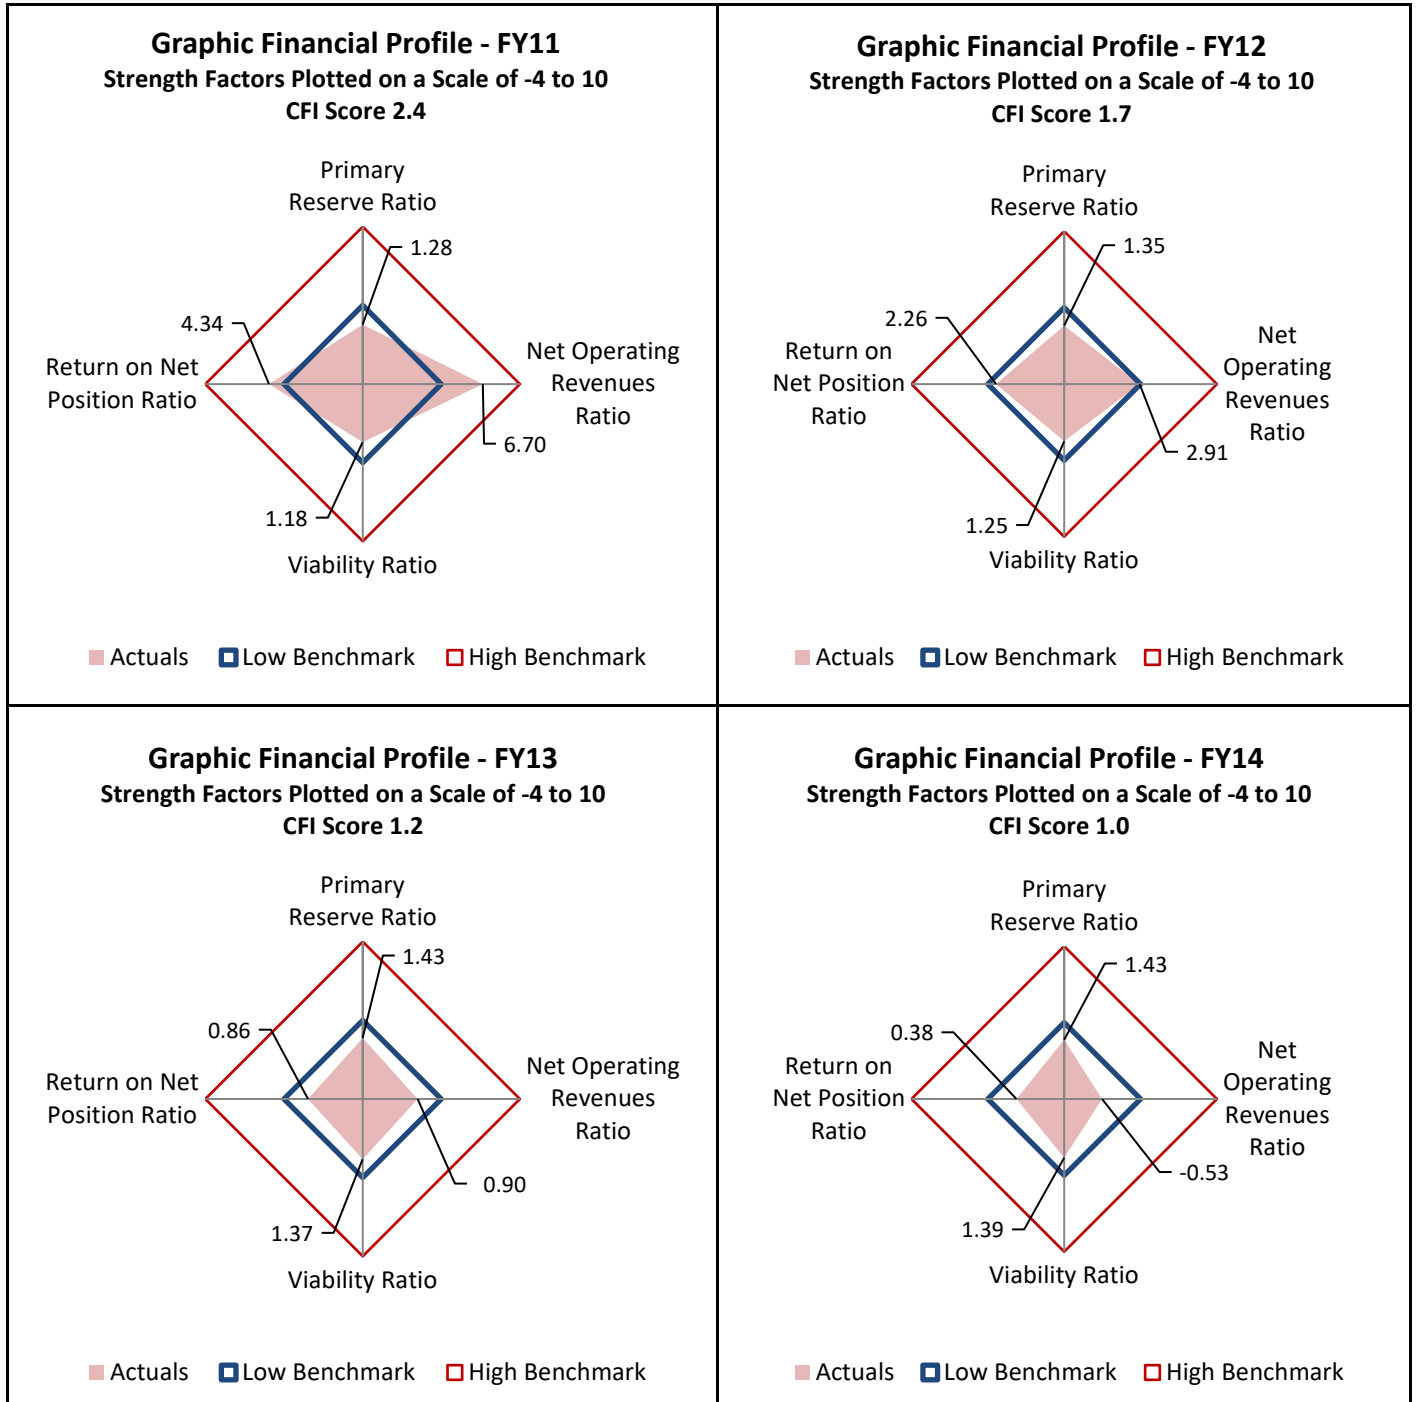 Graphic Financial Profile - FY11
Strength Factors Plotted on a Scale of -4 to 10
CFI Score 2.4
Primary
Reserve Ratio
1.28
4.34
Return on Net
Position Ratio
Net Operating
Revenues
Ratio
6.70
1.18
Viability Ratio
Actuals Low Benchmark High Benchmark
Graphic Financial Profile - FY12
Strength Factors Plotted on a Scale of -4 to 10
CFI Score 1.7
Primary
Reserve Ratio
1.35
2.26
Return on
Net Position
Ratio
Net
Operating
Revenues
Ratio
2.91
1.25
Viability Ratio
Actuals Low Benchmark High Benchmark
Graphic Financial Profile - FY13
Strength Factors Plotted on a Scale of -4 to 10
CFI Score 1.2
Primary
Reserve Ratio
1.43
0.86
Return on Net
Position Ratio
Net Operating
Revenues
Ratio
0.90
1.37
Viability Ratio
Actuals Low Benchmark High Benchmark
Graphic Financial Profile - FY14
Strength Factors Plotted on a Scale of -4 to 10
CFI Score 1.0
Primary
Reserve Ratio
1.43
0.38
Return on
Net Position
Ratio
Net
Operating
Revenues
Ratio
-0.53
1.39
Viability Ratio
Actuals Low Benchmark High Benchmark